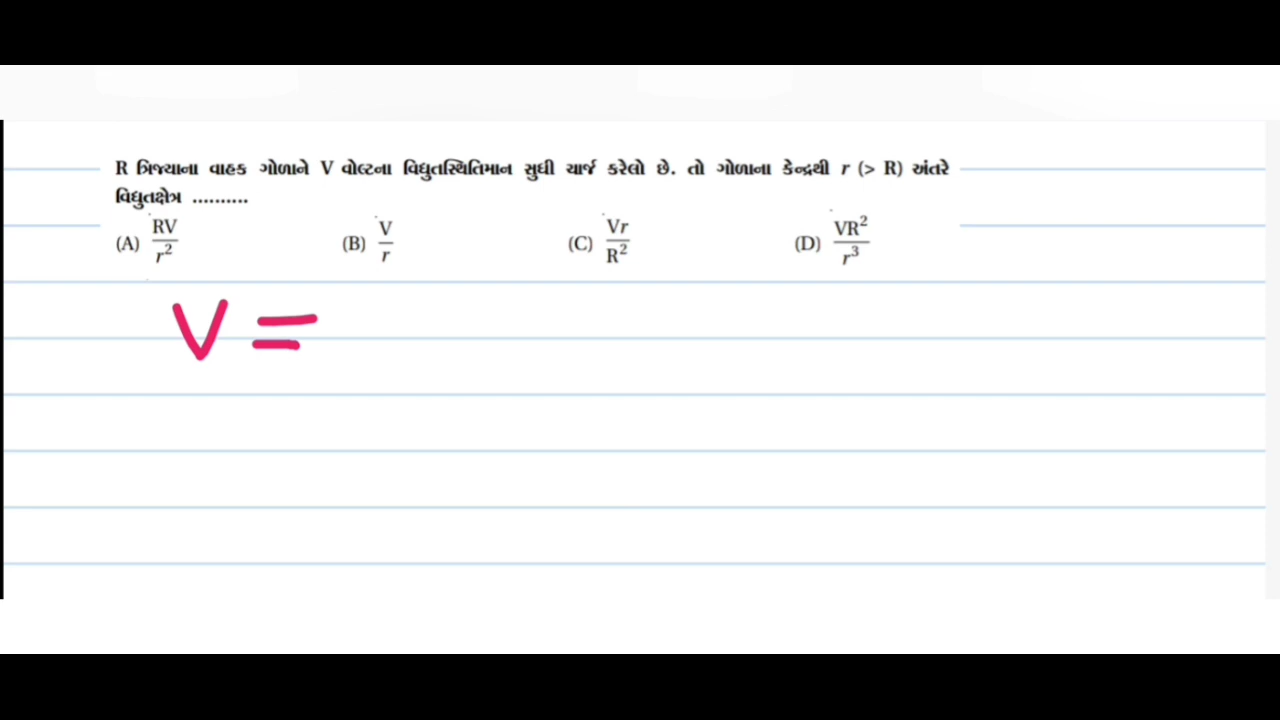 R ત્રિજ્યાના વાહક ગોળાને V વોલ્ટના વિદ્યુતસ્થિતિમાન સુધી ચાર્જ કરેલો છે. તો ગોળાના કેન્દ્રથી r (> R) અંતરે
વિદ્યુતક્ષેત્ર ..........
(A) RV/r² (B) V/r (C) Vr/R² (D) VR²/r³
V =